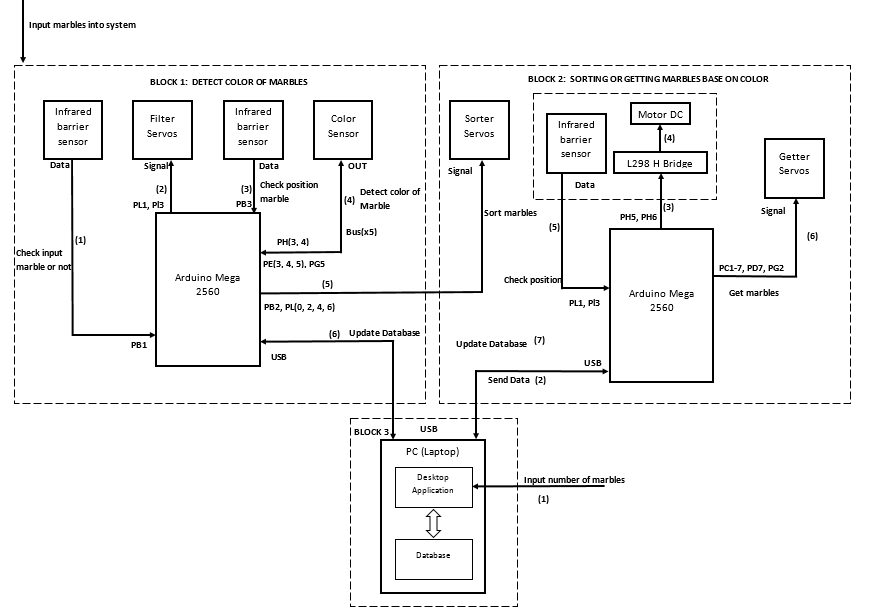 Input marbles into system
BLOCK 1: DETECT COLOR OF MARBLES
Infrared
barrier
sensor
Filter
Servos
Infrared
barrier
sensor
Color
Sensor
Data
Signal
Data
OUT
(1)
(2)
PL1, Pl3
(3)
PB3
Check position
marble
(4)
Detect color of
Marble
Bus(x5)
Check input
marble or not
PH(3, 4)
PE(3, 4, 5), PG5
Arduino Mega
2560
(5)
PB2, PL(0, 2, 4, 6)
PB1
(6) Update Database
USB
BLOCK 2: SORTING OR GETTING MARBLES BASE ON COLOR
Sorter
Servos
Signal
Sort marbles
Infrared
barrier
sensor
Data
Motor DC
(4)
L298 H Bridge
(3)
PH5, PH6
Getter
Servos
Signal
(6)
(5)
Check position
PL1, Pl3
Arduino Mega
2560
PC1-7, PD7, PG2
Get marbles
Update Database (7)
USB
Send Data (2)
BLOCK 3
USB
PC (Laptop)
Desktop
Application
Input number of marbles
(1)
Database